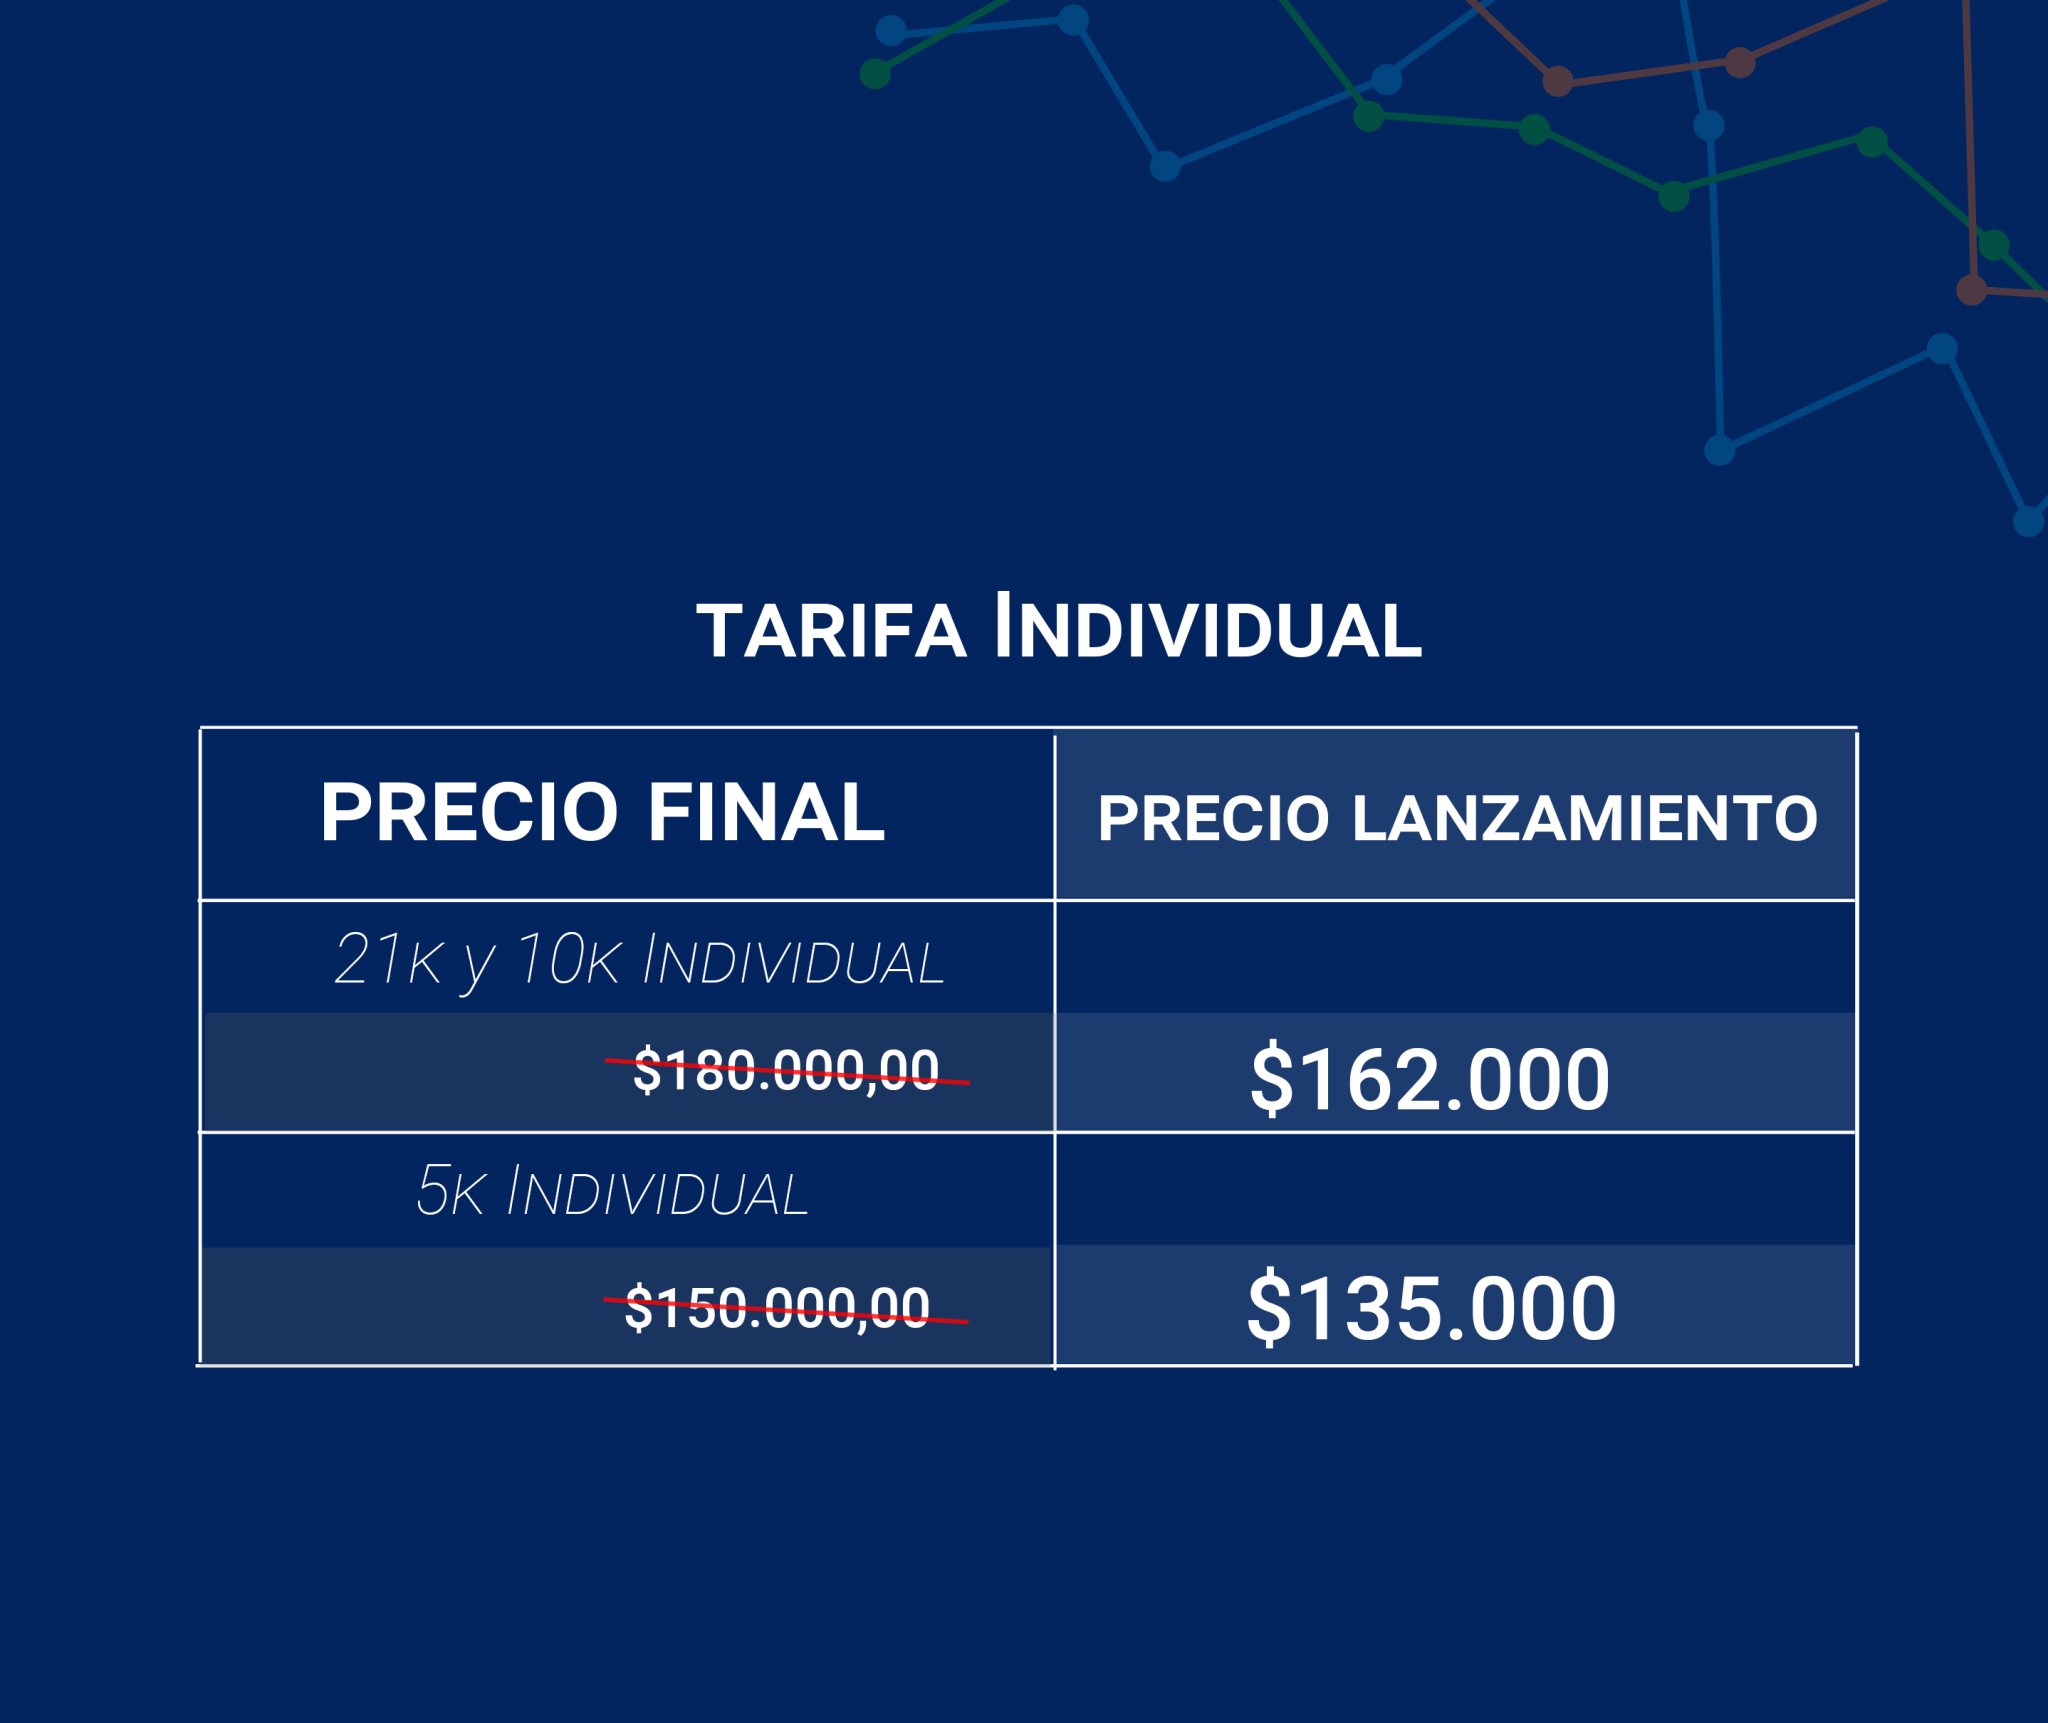 TARIFA INDIVIDUAL
PRECIO FINAL
PRECIO LANZAMIENTO
21K y 10K INDIVIDUAL
$180.000,00
$162.000
5K INDIVIDUAL
$150.000,00
$135.000